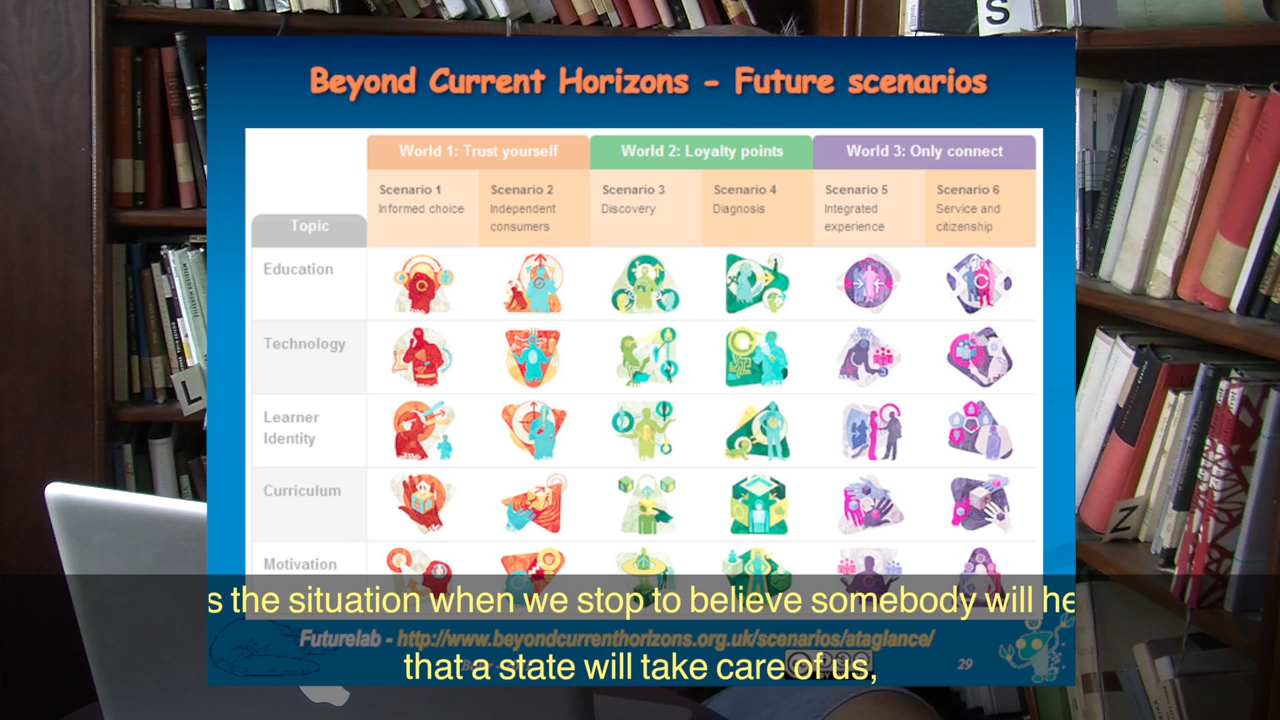 S
Beyond Current Horizons - Future scenarios
World 1: Trust yourself
World 2: Loyalty points
World 3: Only connect
Scenario 1
Informed choice
Scenario 2
Independent
consumers
Scenario 3
Discovery
Scenario 4
Diagnosis
Scenario 5
Integrated
experience
Scenario 6
Service and
citizenship
Topic
Education
Technology
Learner
Identity
Curriculum
Motivation
L
N
s the situation when we stop to believe somebody will he
Futurelab - http://www.beyondcurrenthorizons.org.uk/scenarios/ataglance/
that a state will take care of us,
29